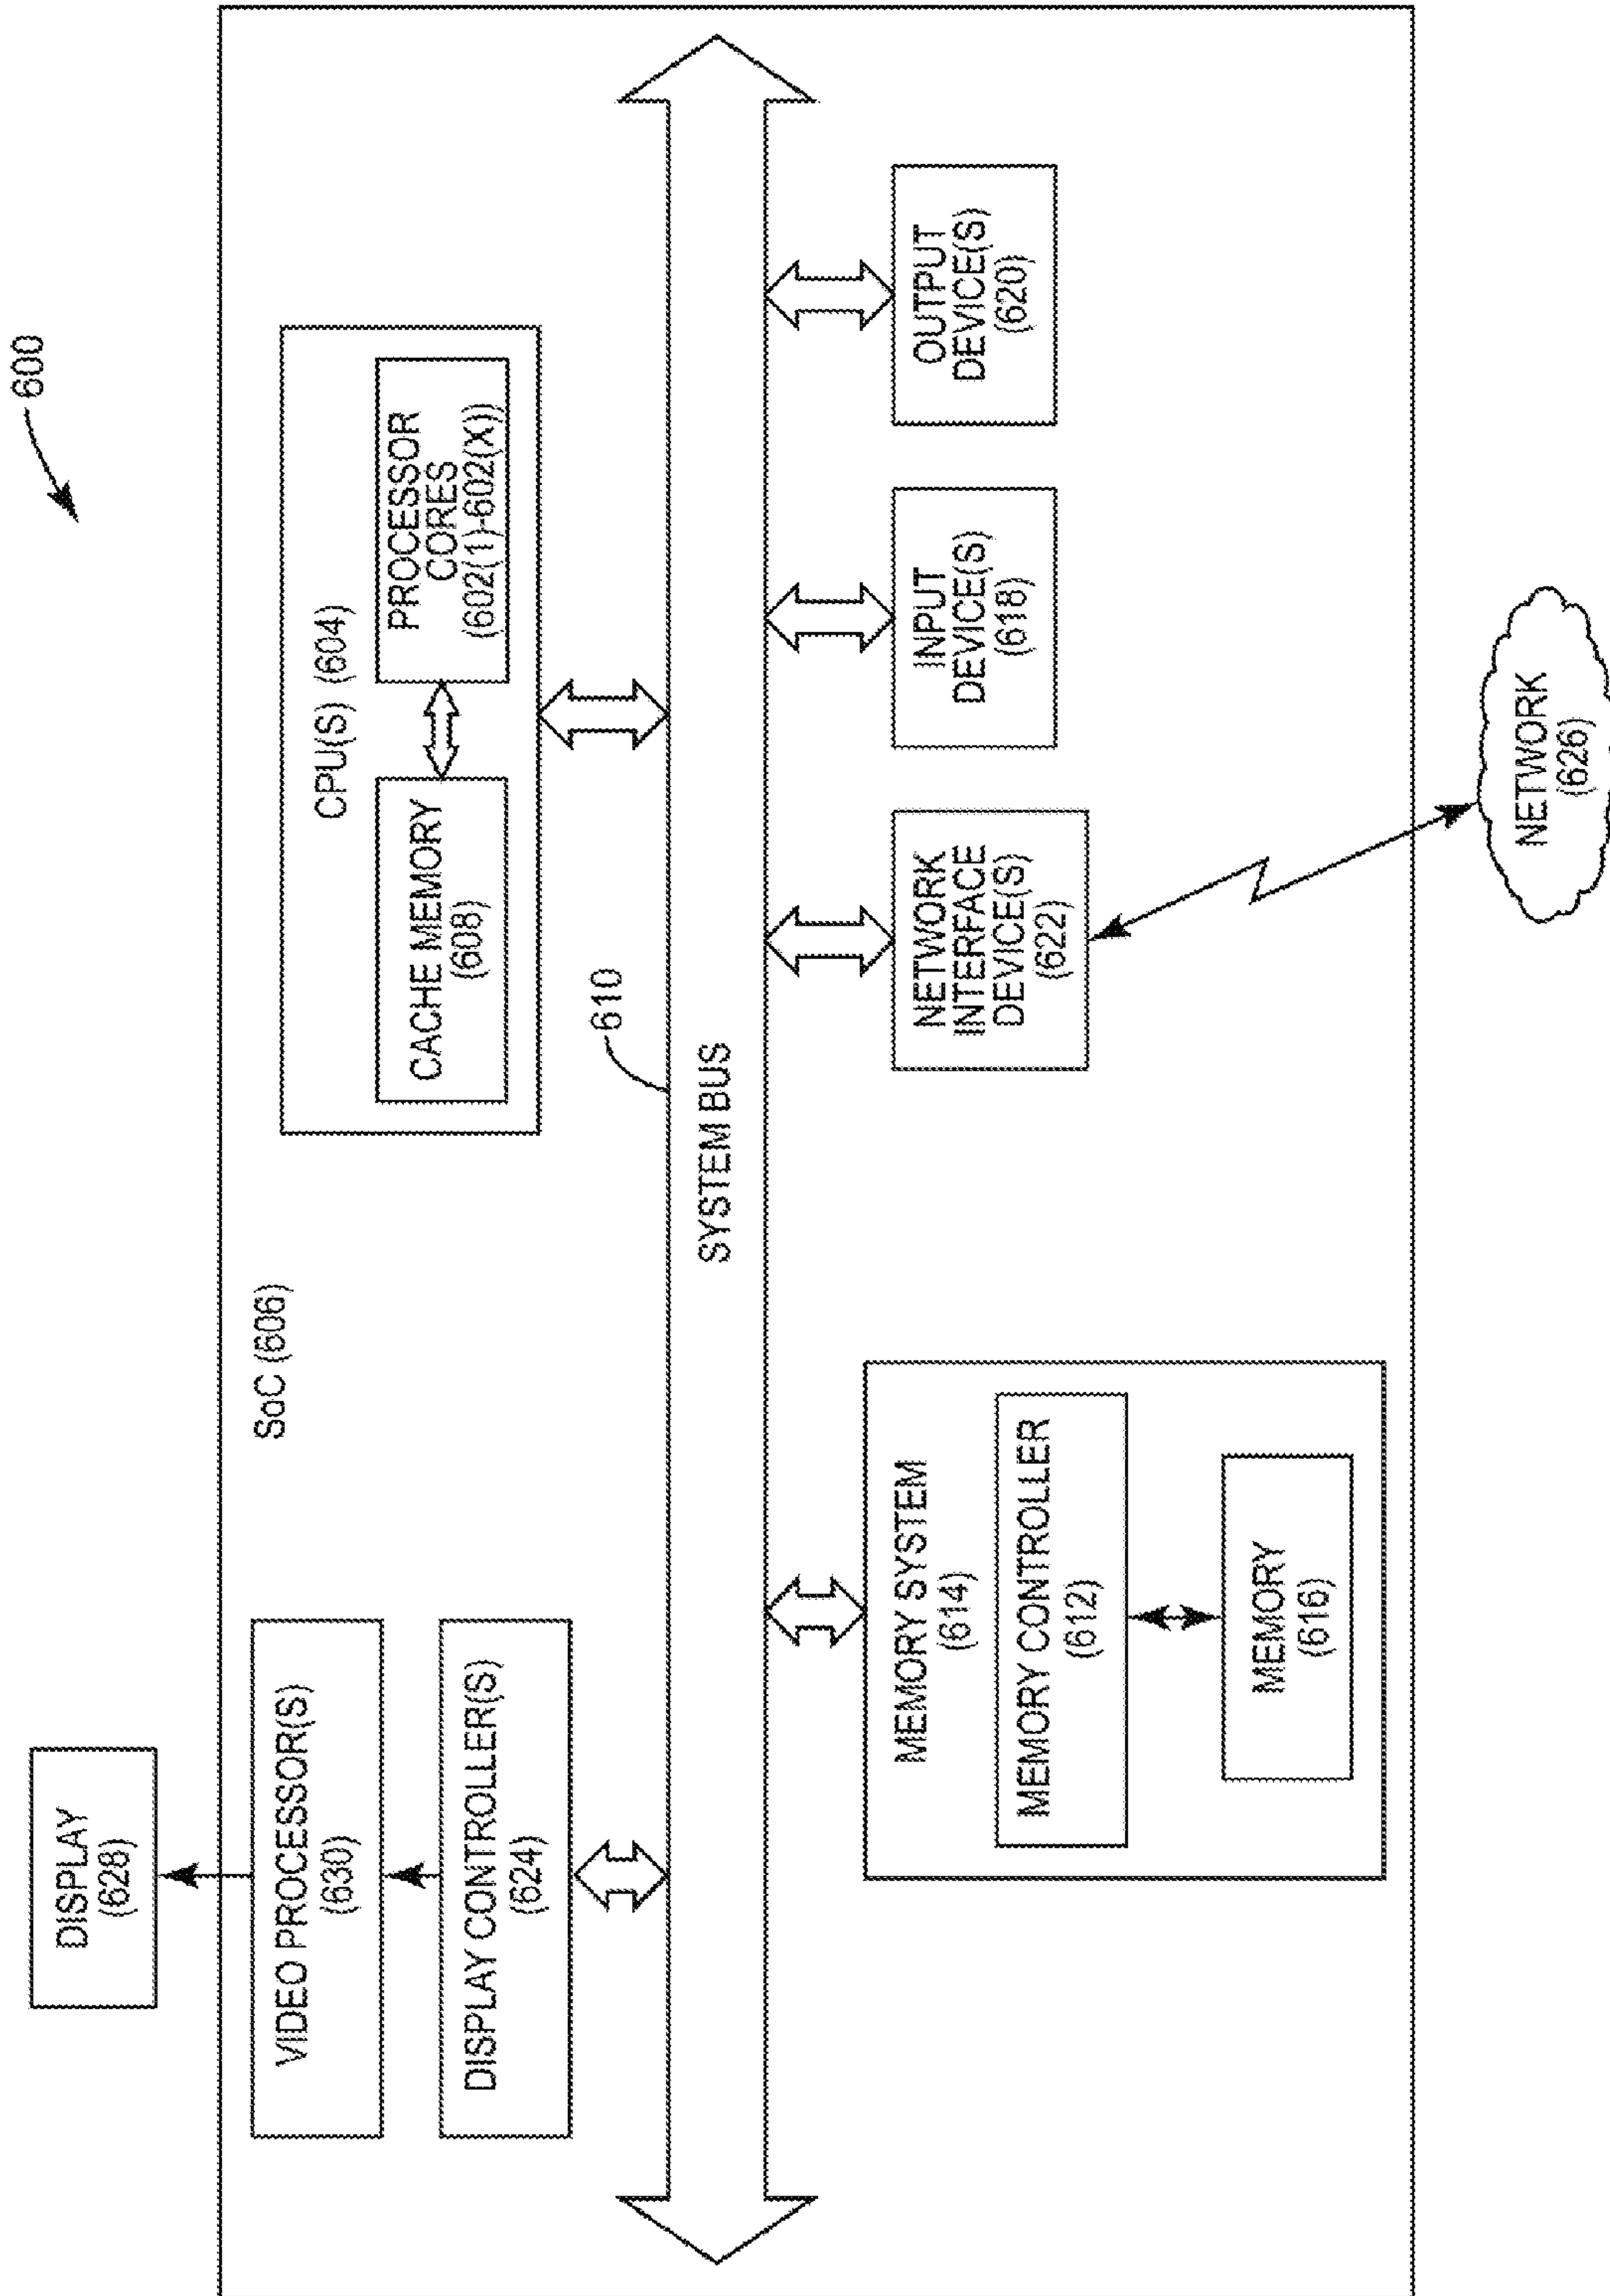 600
DISPLAY
(628)
SoC (606)
VIDEO PROCESSOR(S)
(630)
DISPLAY CONTROLLER(S)
(624)
CPU(S) (604)
CACHE MEMORY
(608)
PROCESSOR
CORES
(602(1)-602(X))
610
SYSTEM BUS
MEMORY SYSTEM
(614)
MEMORY CONTROLLER
(612)
MEMORY
(616)
NETWORK
INTERFACE
DEVICE(S)
(622)
INPUT
DEVICE(S)
(618)
OUTPUT
DEVICE(S)
(620)
NETWORK
(626)